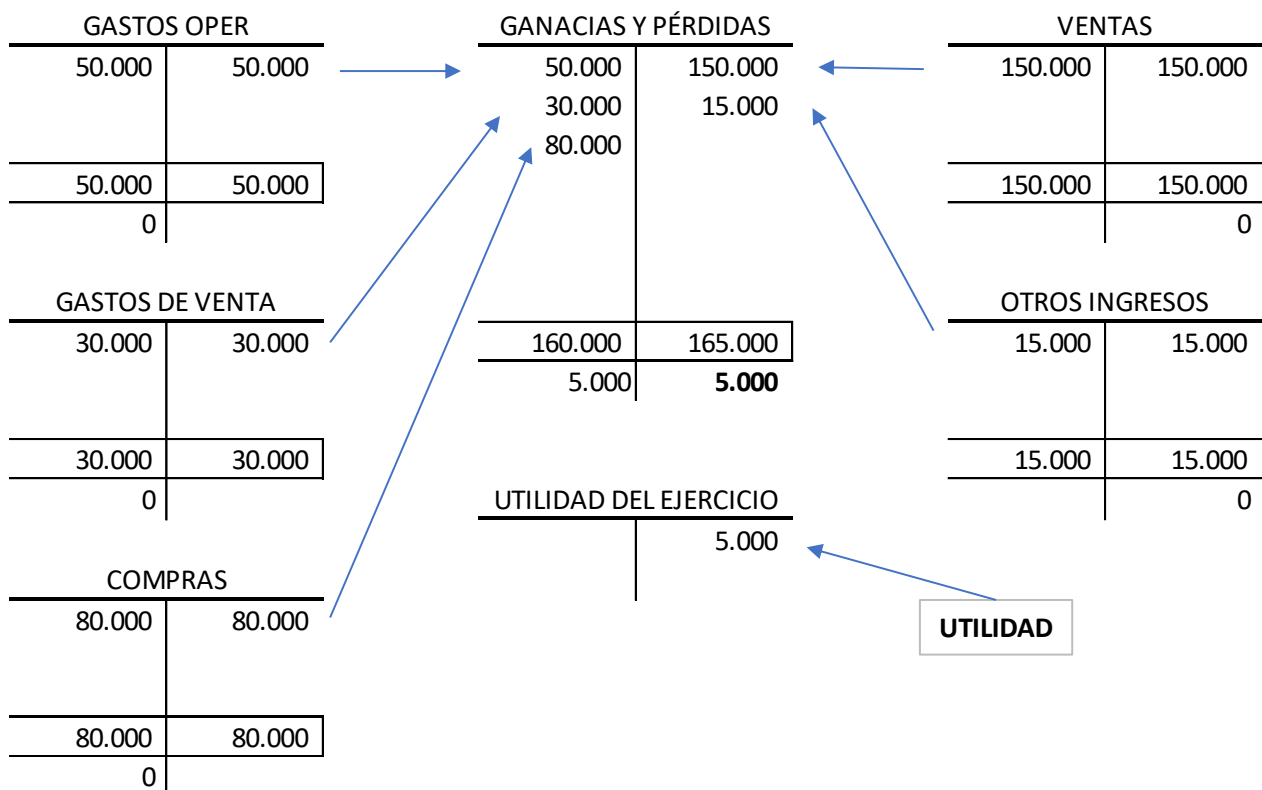 GASTOS OPER
50.000 50.000
50.000 50.000
0
GASTOS DE VENTA
30.000 30.000
30.000 30.000
0
COMPRAS
80.000 80.000
80.000 80.000
0
GANACIAS Y PÉRDIDAS
50.000 150.000
30.000 15.000
80.000
160.000 165.000
5.000 5.000
UTILIDAD DEL EJERCICIO
5.000
VENTAS
150.000 150.000
150.000 150.000
0
OTROS INGRESOS
15.000 15.000
15.000 15.000
0
UTILIDAD